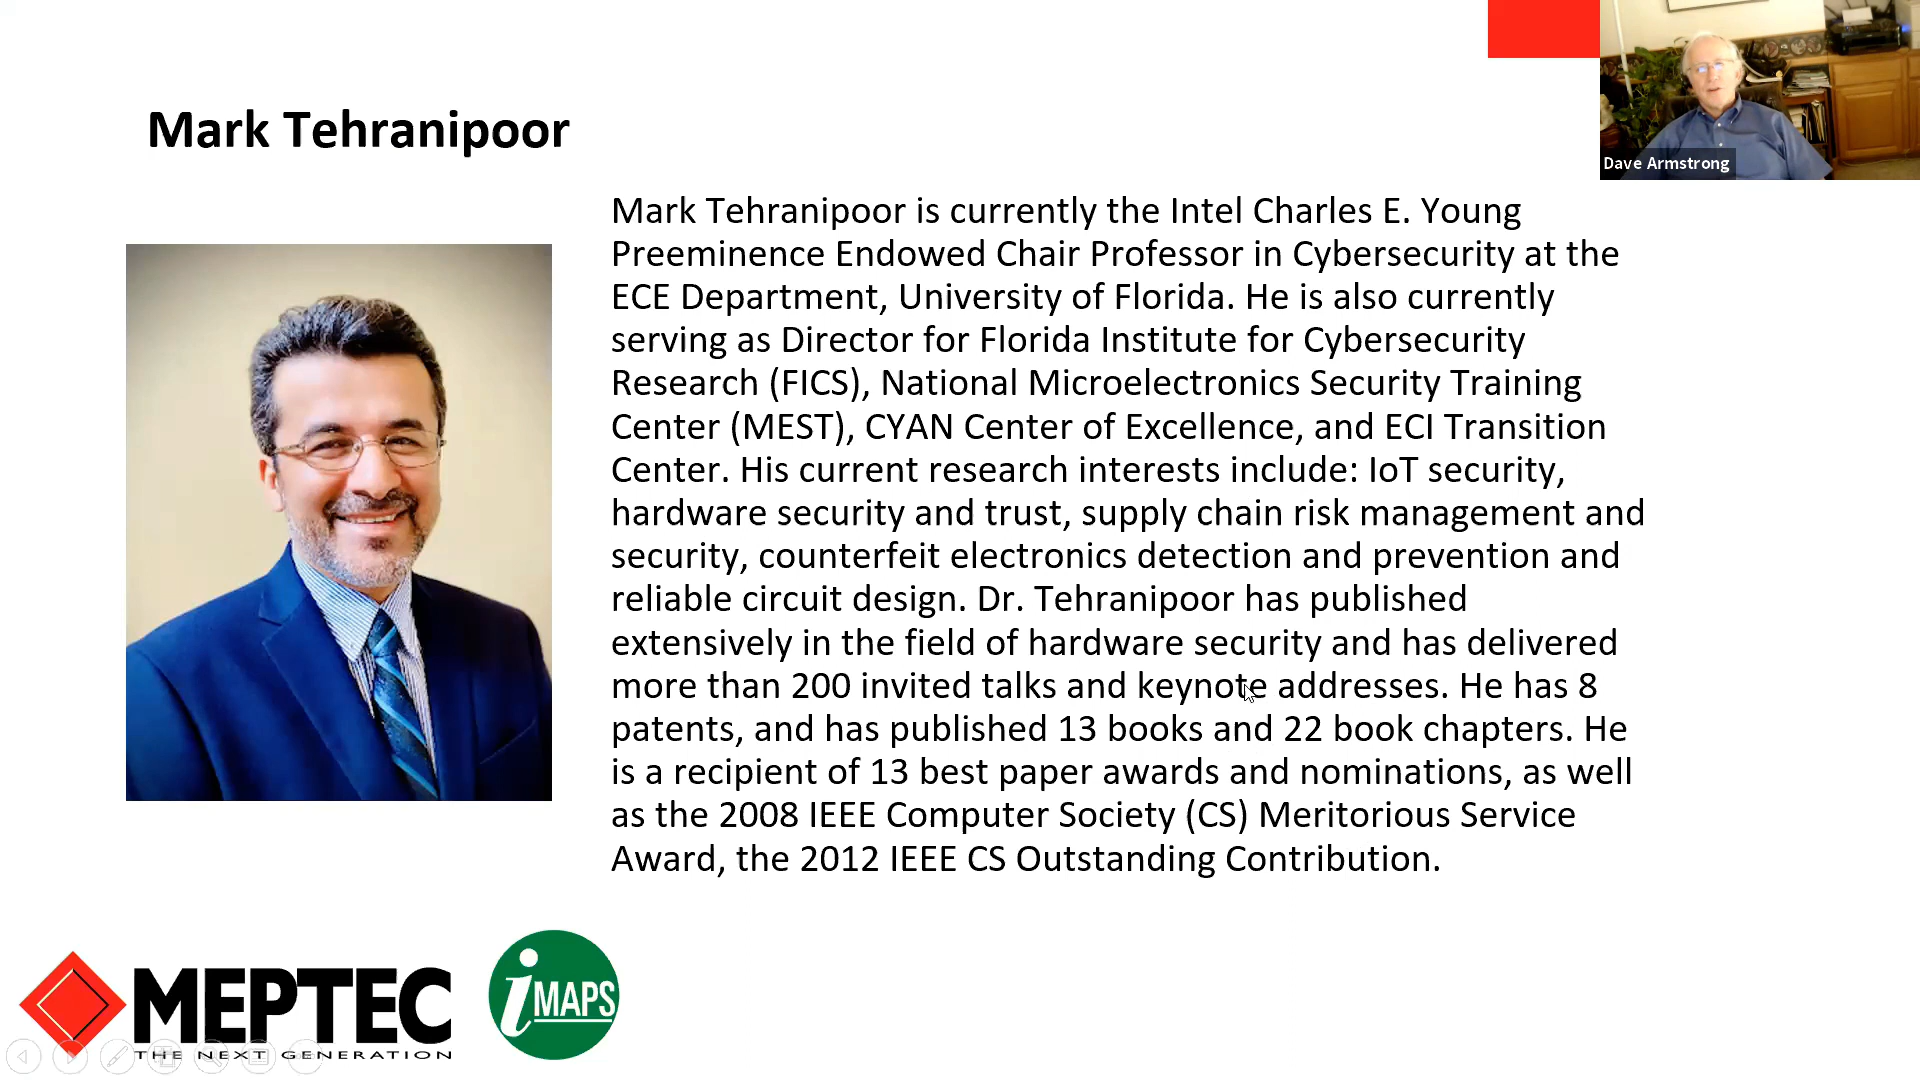 Mark Tehranipoor
Dave Armstrong
Mark Tehranipoor is currently the Intel Charles E. Young
Preeminence Endowed Chair Professor in Cybersecurity at the
ECE Department, University of Florida. He is also currently
serving as Director for Florida Institute for Cybersecurity
Research (FICS), National Microelectronics Security Training
Center (MEST), CYAN Center of Excellence, and ECI Transition
Center. His current research interests include: IoT security,
hardware security and trust, supply chain risk management and
security, counterfeit electronics detection and prevention and
reliable circuit design. Dr. Tehranipoor has published
extensively in the field of hardware security and has delivered
more than 200 invited talks and keynote addresses. He has 8
patents, and has published 13 books and 22 book chapters. He
is a recipient of 13 best paper awards and nominations, as well
as the 2008 IEEE Computer Society (CS) Meritorious Service
Award, the 2012 IEEE CS Outstanding Contribution.
MEPTEC
THE NEXT GENERATION
iMAPS